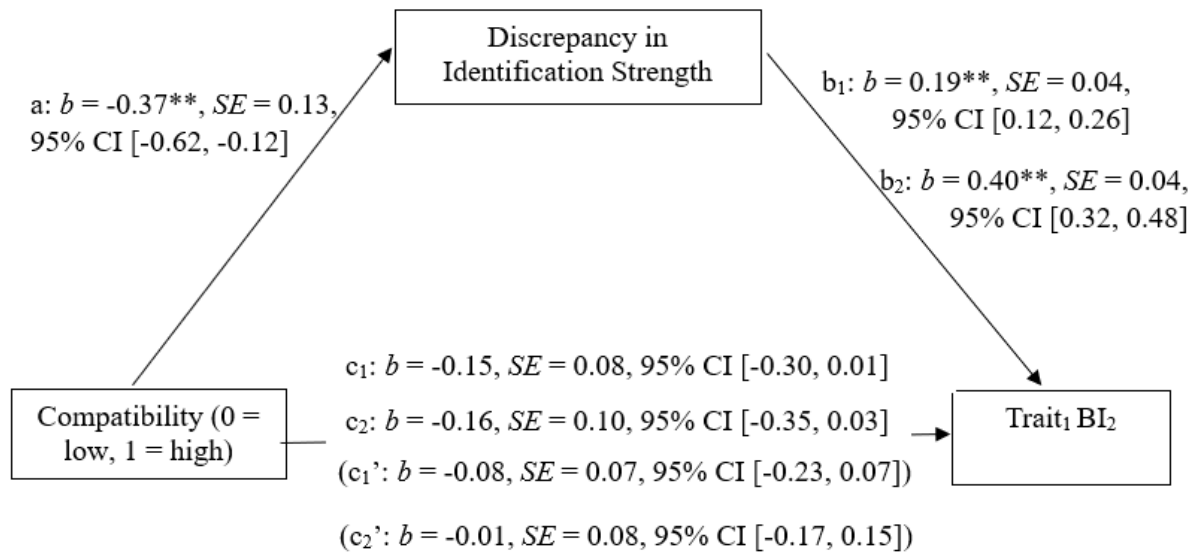 Discrepancy in
Identification Strength
a: b = -0.37**, SE = 0.13,
95% CI [-0.62, -0.12]
b₁: b = 0.19**, SE = 0.04,
95% CI [0.12, 0.26]
b₂: b = 0.40**, SE = 0.04,
95% CI [0.32, 0.48]
Compatibility (0 =
low, 1 = high)
c₁: b = -0.15, SE = 0.08, 95% CI [-0.30, 0.01]
c₂: b = -0.16, SE = 0.10, 95% CI [-0.35, 0.03]
(c₁’: b = -0.08, SE = 0.07, 95% CI [-0.23, 0.07])
(c₂’: b = -0.01, SE = 0.08, 95% CI [-0.17, 0.15])
Trait₁ BI₂